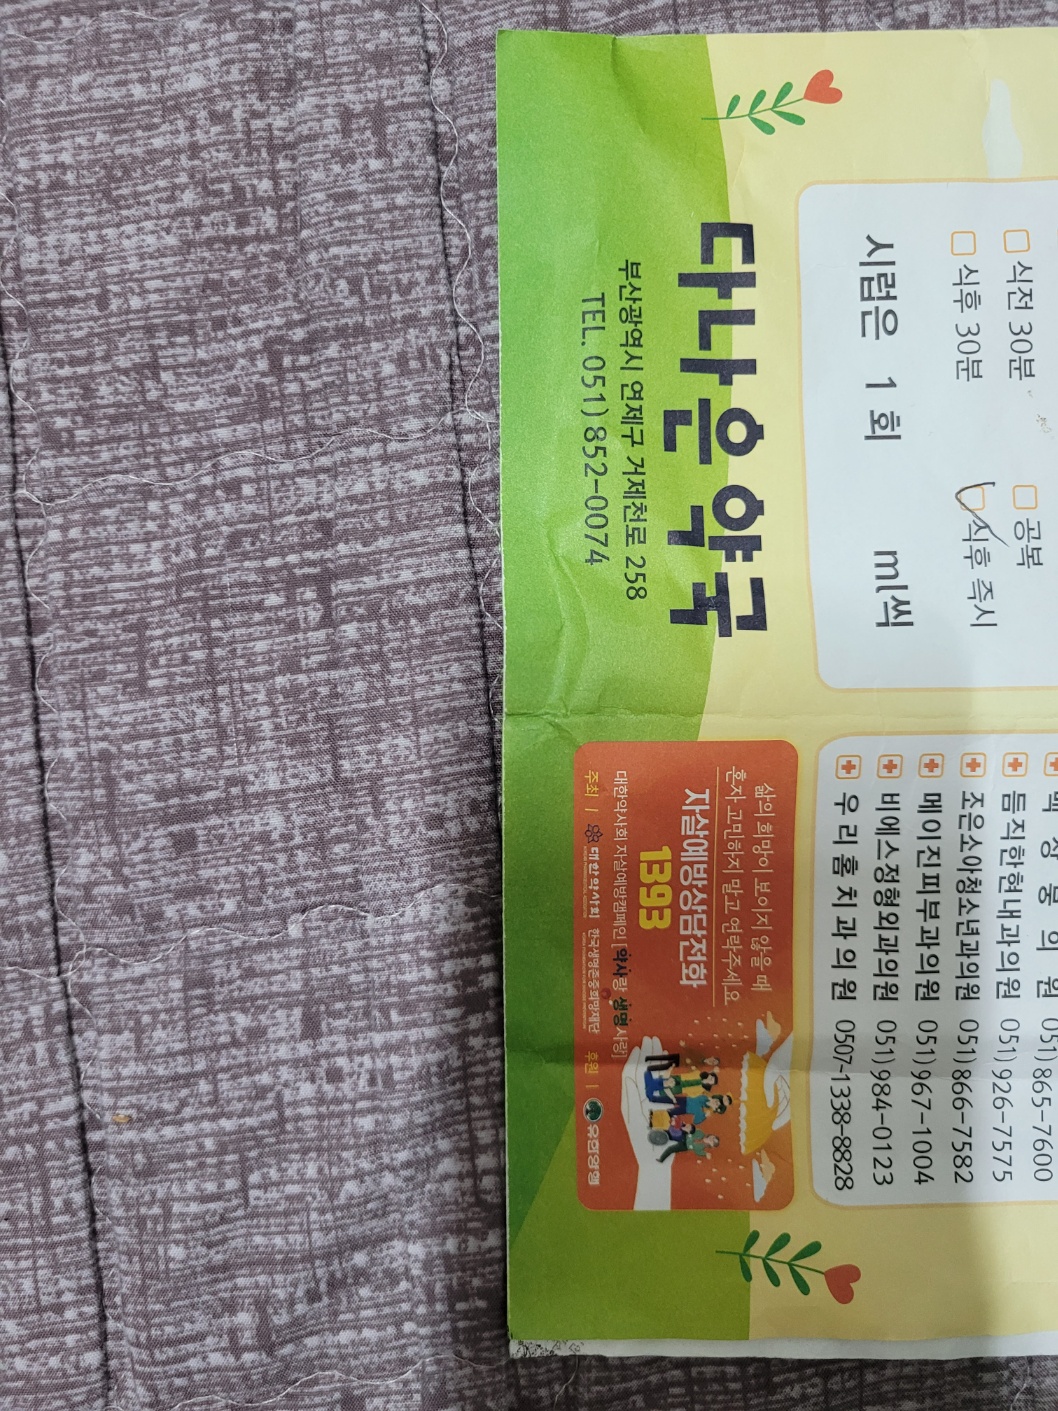 식전 30분 공복
식후 30분 식후 즉시
시럼은 1 회 ml씩
다나은약국
부산광역시 연제구 거제천로 258
TEL. 051)852-0074
의원 051)865-7600
듬직한현내과의원 051)926-7575
조은소아청소년과의원 051)866-7582
메이진피부과의원 051)967-1004
비에스정형외과의원 051)984-0123
우리홈치과의원 0507-1338-8828
삶의 희망이 보이지 않을 때
혼자 고민하지 말고 연락주세요
자살예방상담전화
1393
대한약사회 자살예방캠페인 [약사랑 생명사랑]
주최 | 대한약사회 한국생명존중희망재단 후원 | 유한양행